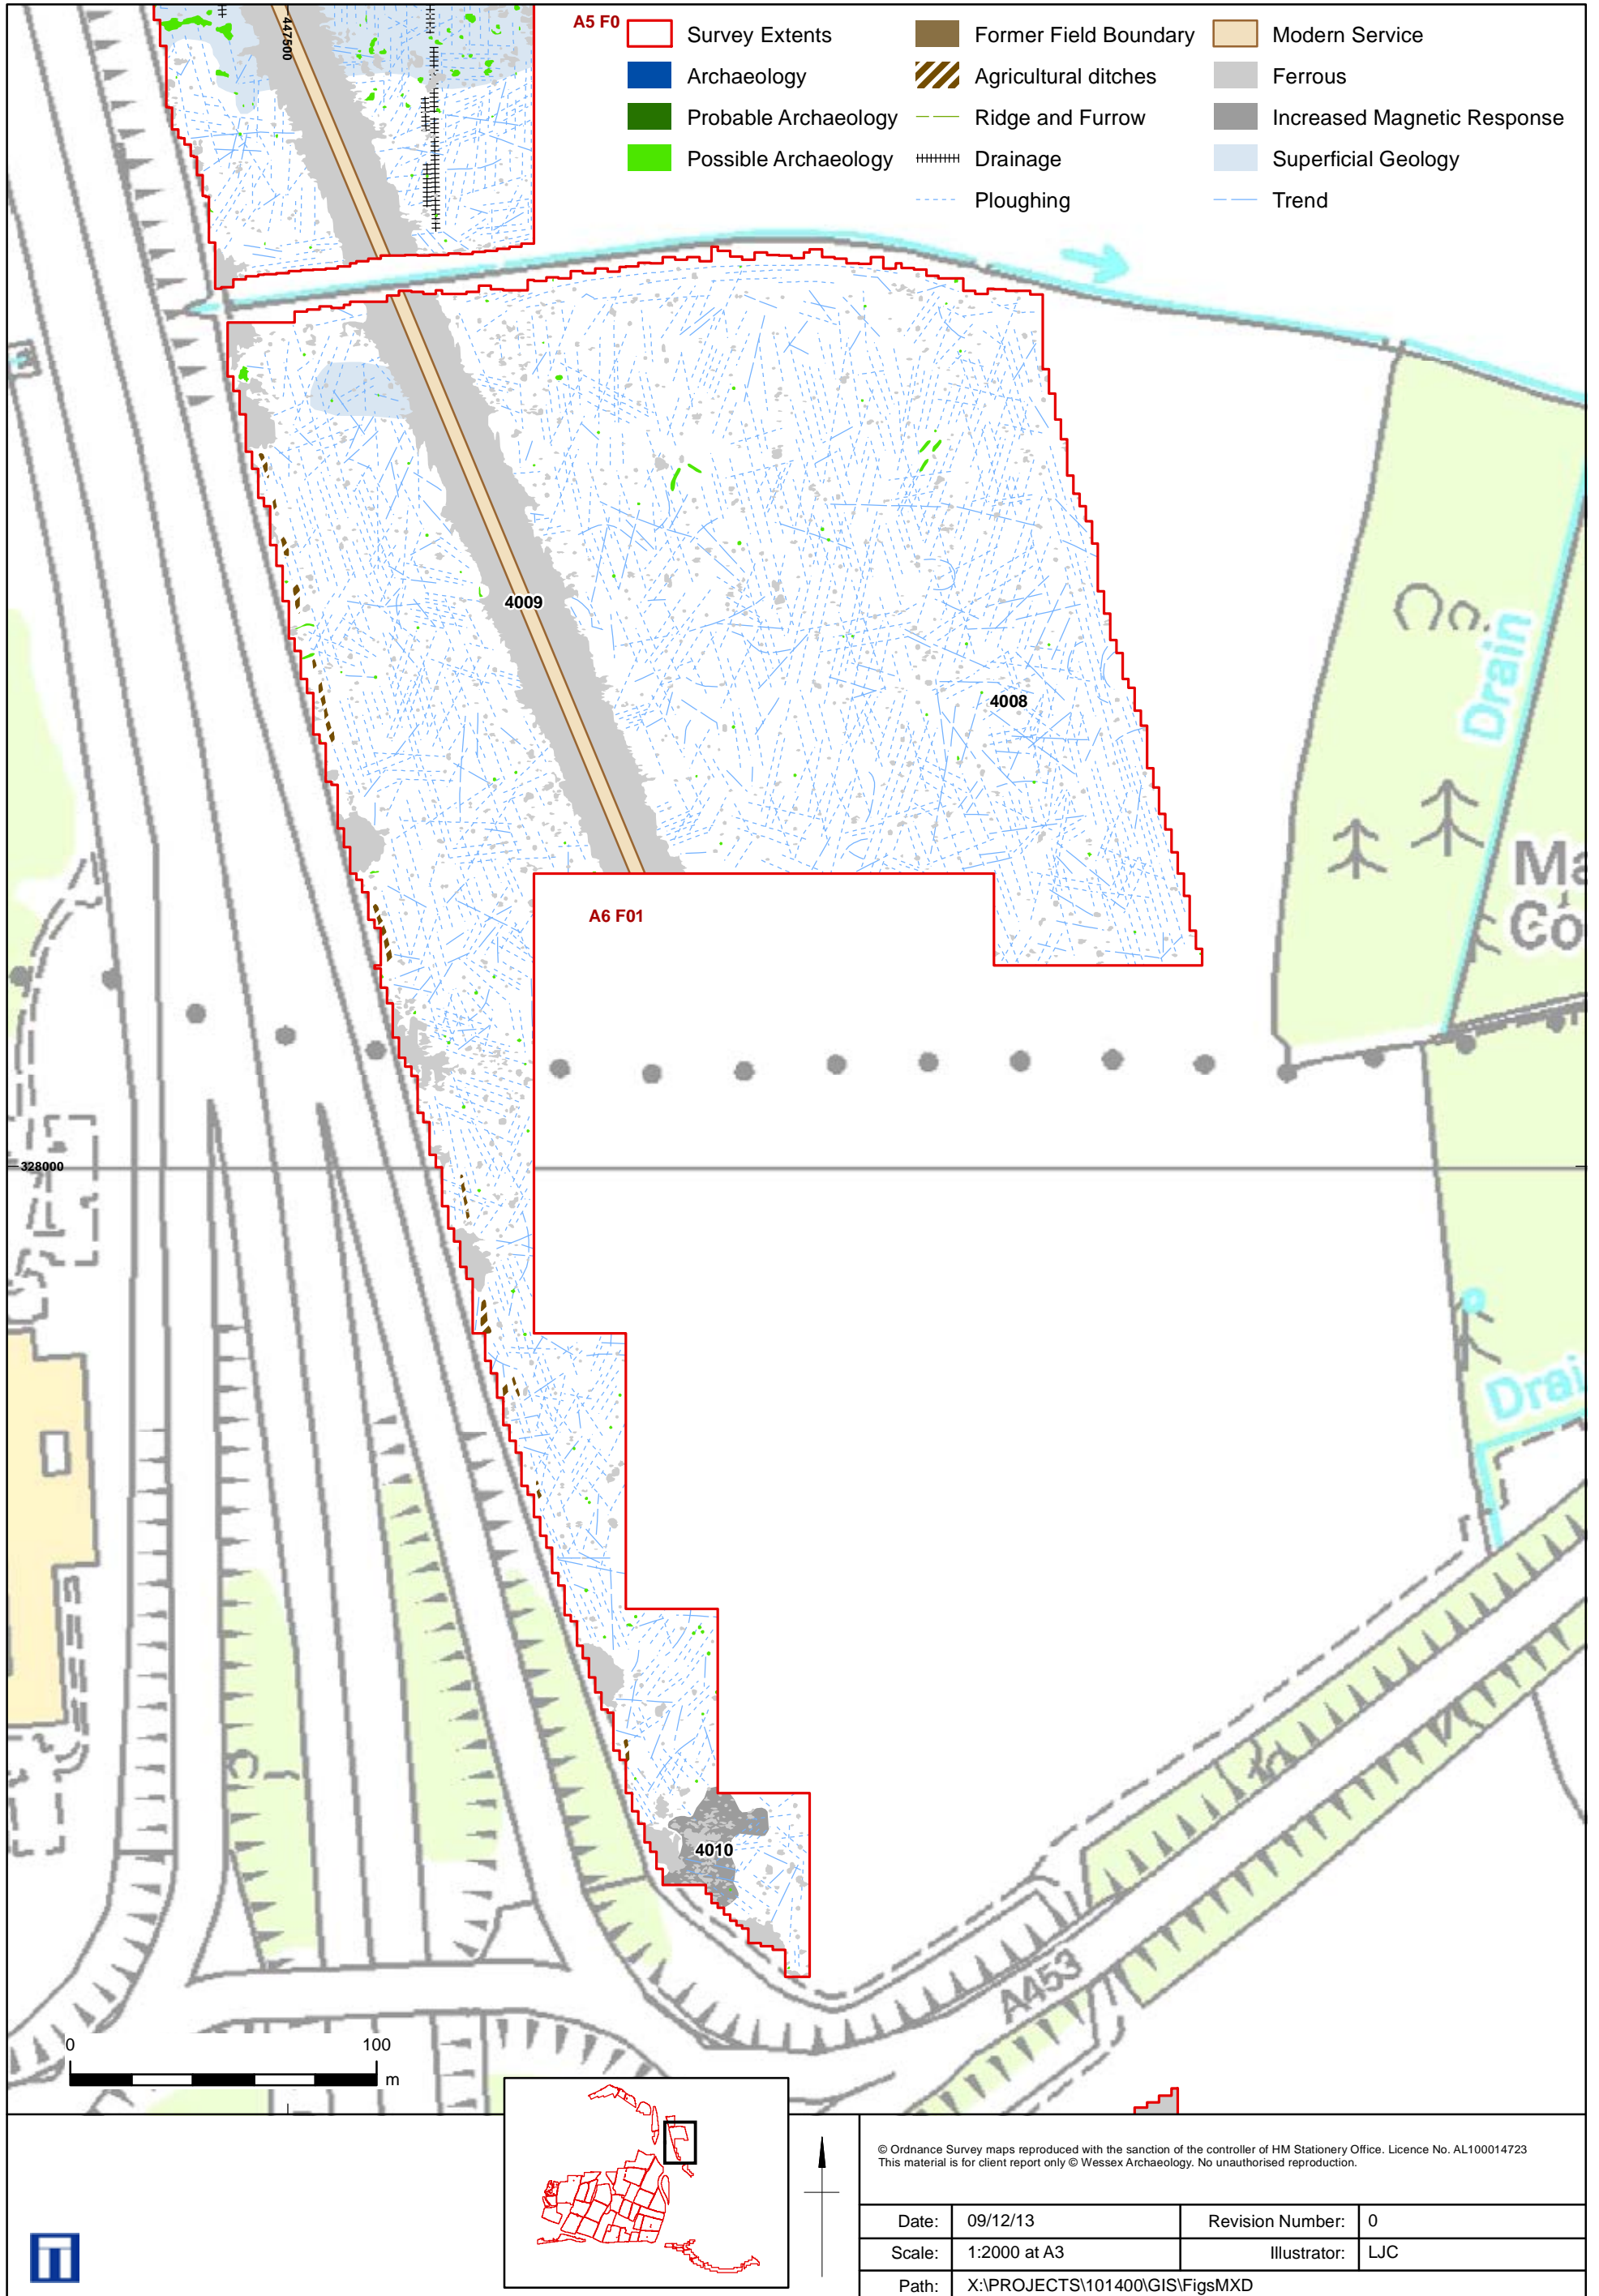 A5 F0
Survey Extents
Archaeology
Probable Archaeology
Possible Archaeology
Former Field Boundary
Agricultural ditches
Ridge and Furrow
Drainage
Ploughing
Modern Service
Ferrous
Increased Magnetic Response
Superficial Geology
Trend
447500
4009
4008
Drain
A6 F01
Ma
Co
328000
Drai
4010
A453
0 100
m
© Ordnance Survey maps reproduced with the sanction of the controller of HM Stationery Office. Licence No. AL100014723
This material is for client report only © Wessex Archaeology. No unauthorised reproduction.
Date: 09/12/13 Revision Number: 0
Scale: 1:2000 at A3 Illustrator: LJC
Path: X:\PROJECTS\101400\GIS\FigsMXD